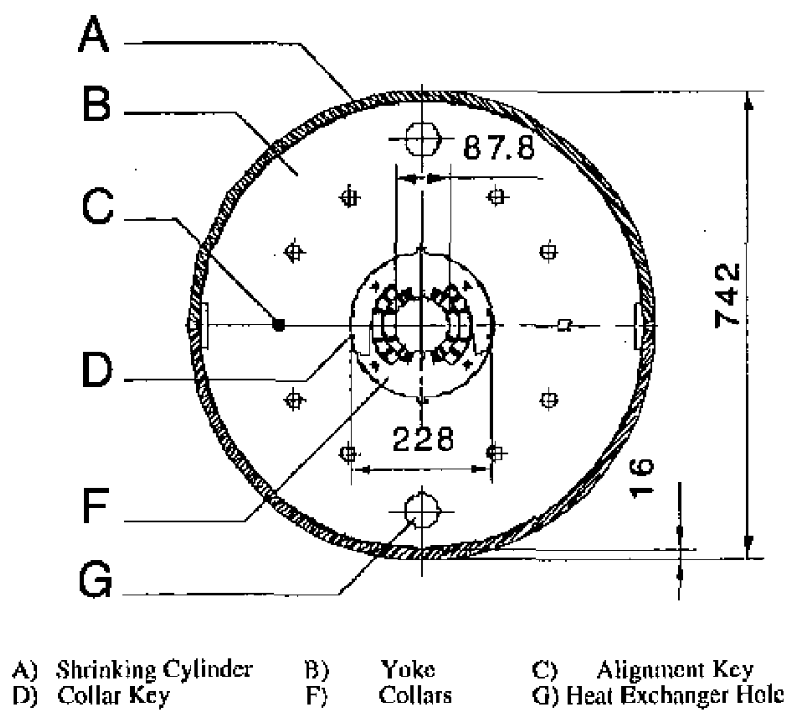 A
B
87.8
C
742
D
228
16
F
G
A) Shrinking Cylinder B) Yoke C) Alignment Key
D) Collar Key F) Collars G) Heat Exchanger Hole